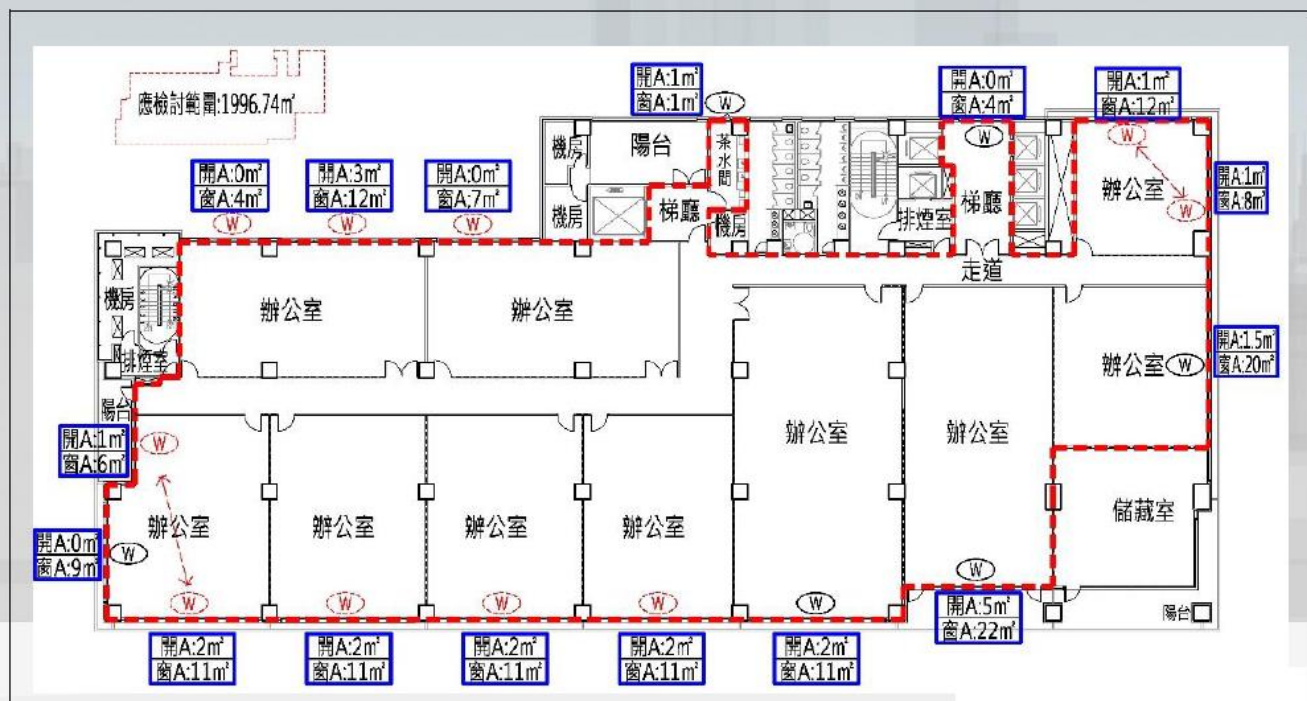 應檢討範圍:1996.74㎡
開A:1㎡
窗A:1㎡
W
開A:0㎡
窗A:4㎡
W
開A:1㎡
窗A:12㎡
W
開A:0㎡
窗A:4㎡
W
開A:3㎡
窗A:12㎡
W
開A:0㎡
窗A:7㎡
W
機房
陽台
茶水間
機房
梯廳
機房
排煙室
梯廳
辦公室
W
開A:1㎡
窗A:8㎡
走道
機房
排煙室
陽台
辦公室
辦公室
辦公室
W
開A:1.5㎡
窗A:20㎡
開A:1㎡
窗A:6㎡
W
辦公室
辦公室
開A:0㎡
窗A:9㎡
W
辦公室
辦公室
辦公室
辦公室
儲藏室
W
W
W
W
W
W
陽台
開A:5㎡
窗A:22㎡
開A:2㎡
窗A:11㎡
開A:2㎡
窗A:11㎡
開A:2㎡
窗A:11㎡
開A:2㎡
窗A:11㎡
開A:2㎡
窗A:11㎡